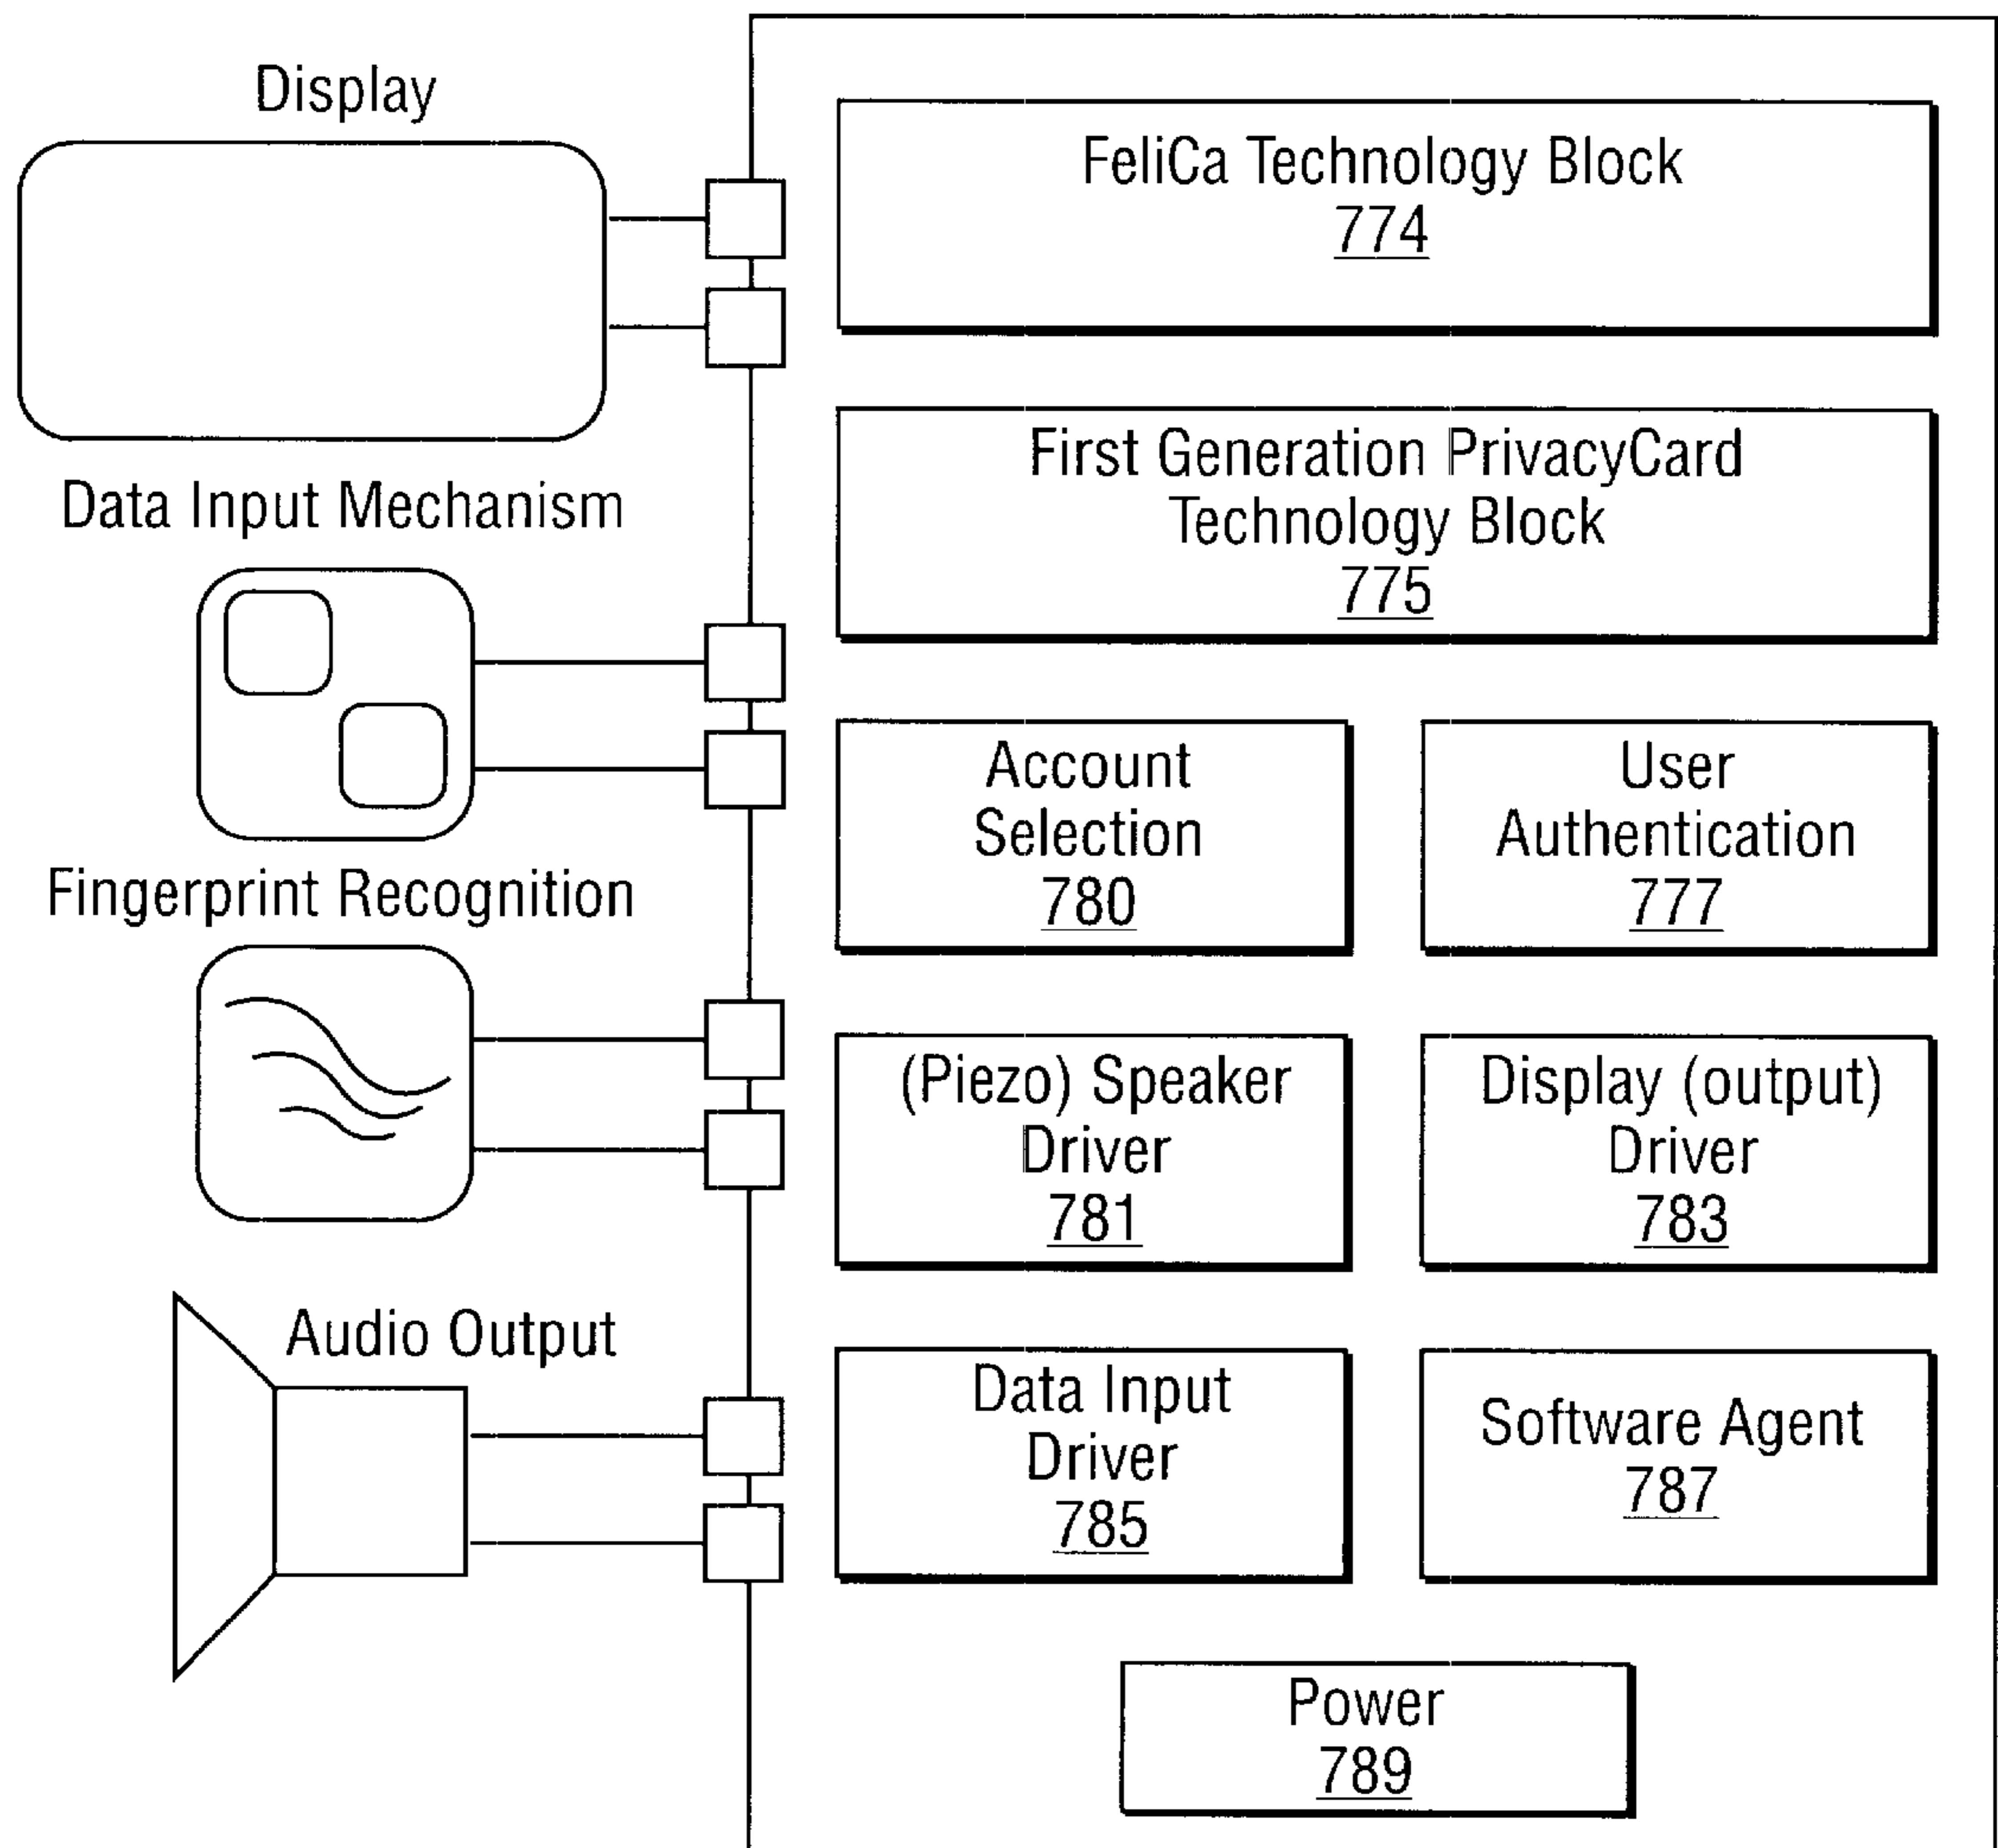 Display
FeliCa Technology Block
774
First Generation PrivacyCard
Technology Block
775
Data Input Mechanism
Account
Selection
780
User
Authentication
777
Fingerprint Recognition
(Piezo) Speaker
Driver
781
Display (output)
Driver
783
Audio Output
Data Input
Driver
785
Software Agent
787
Power
789